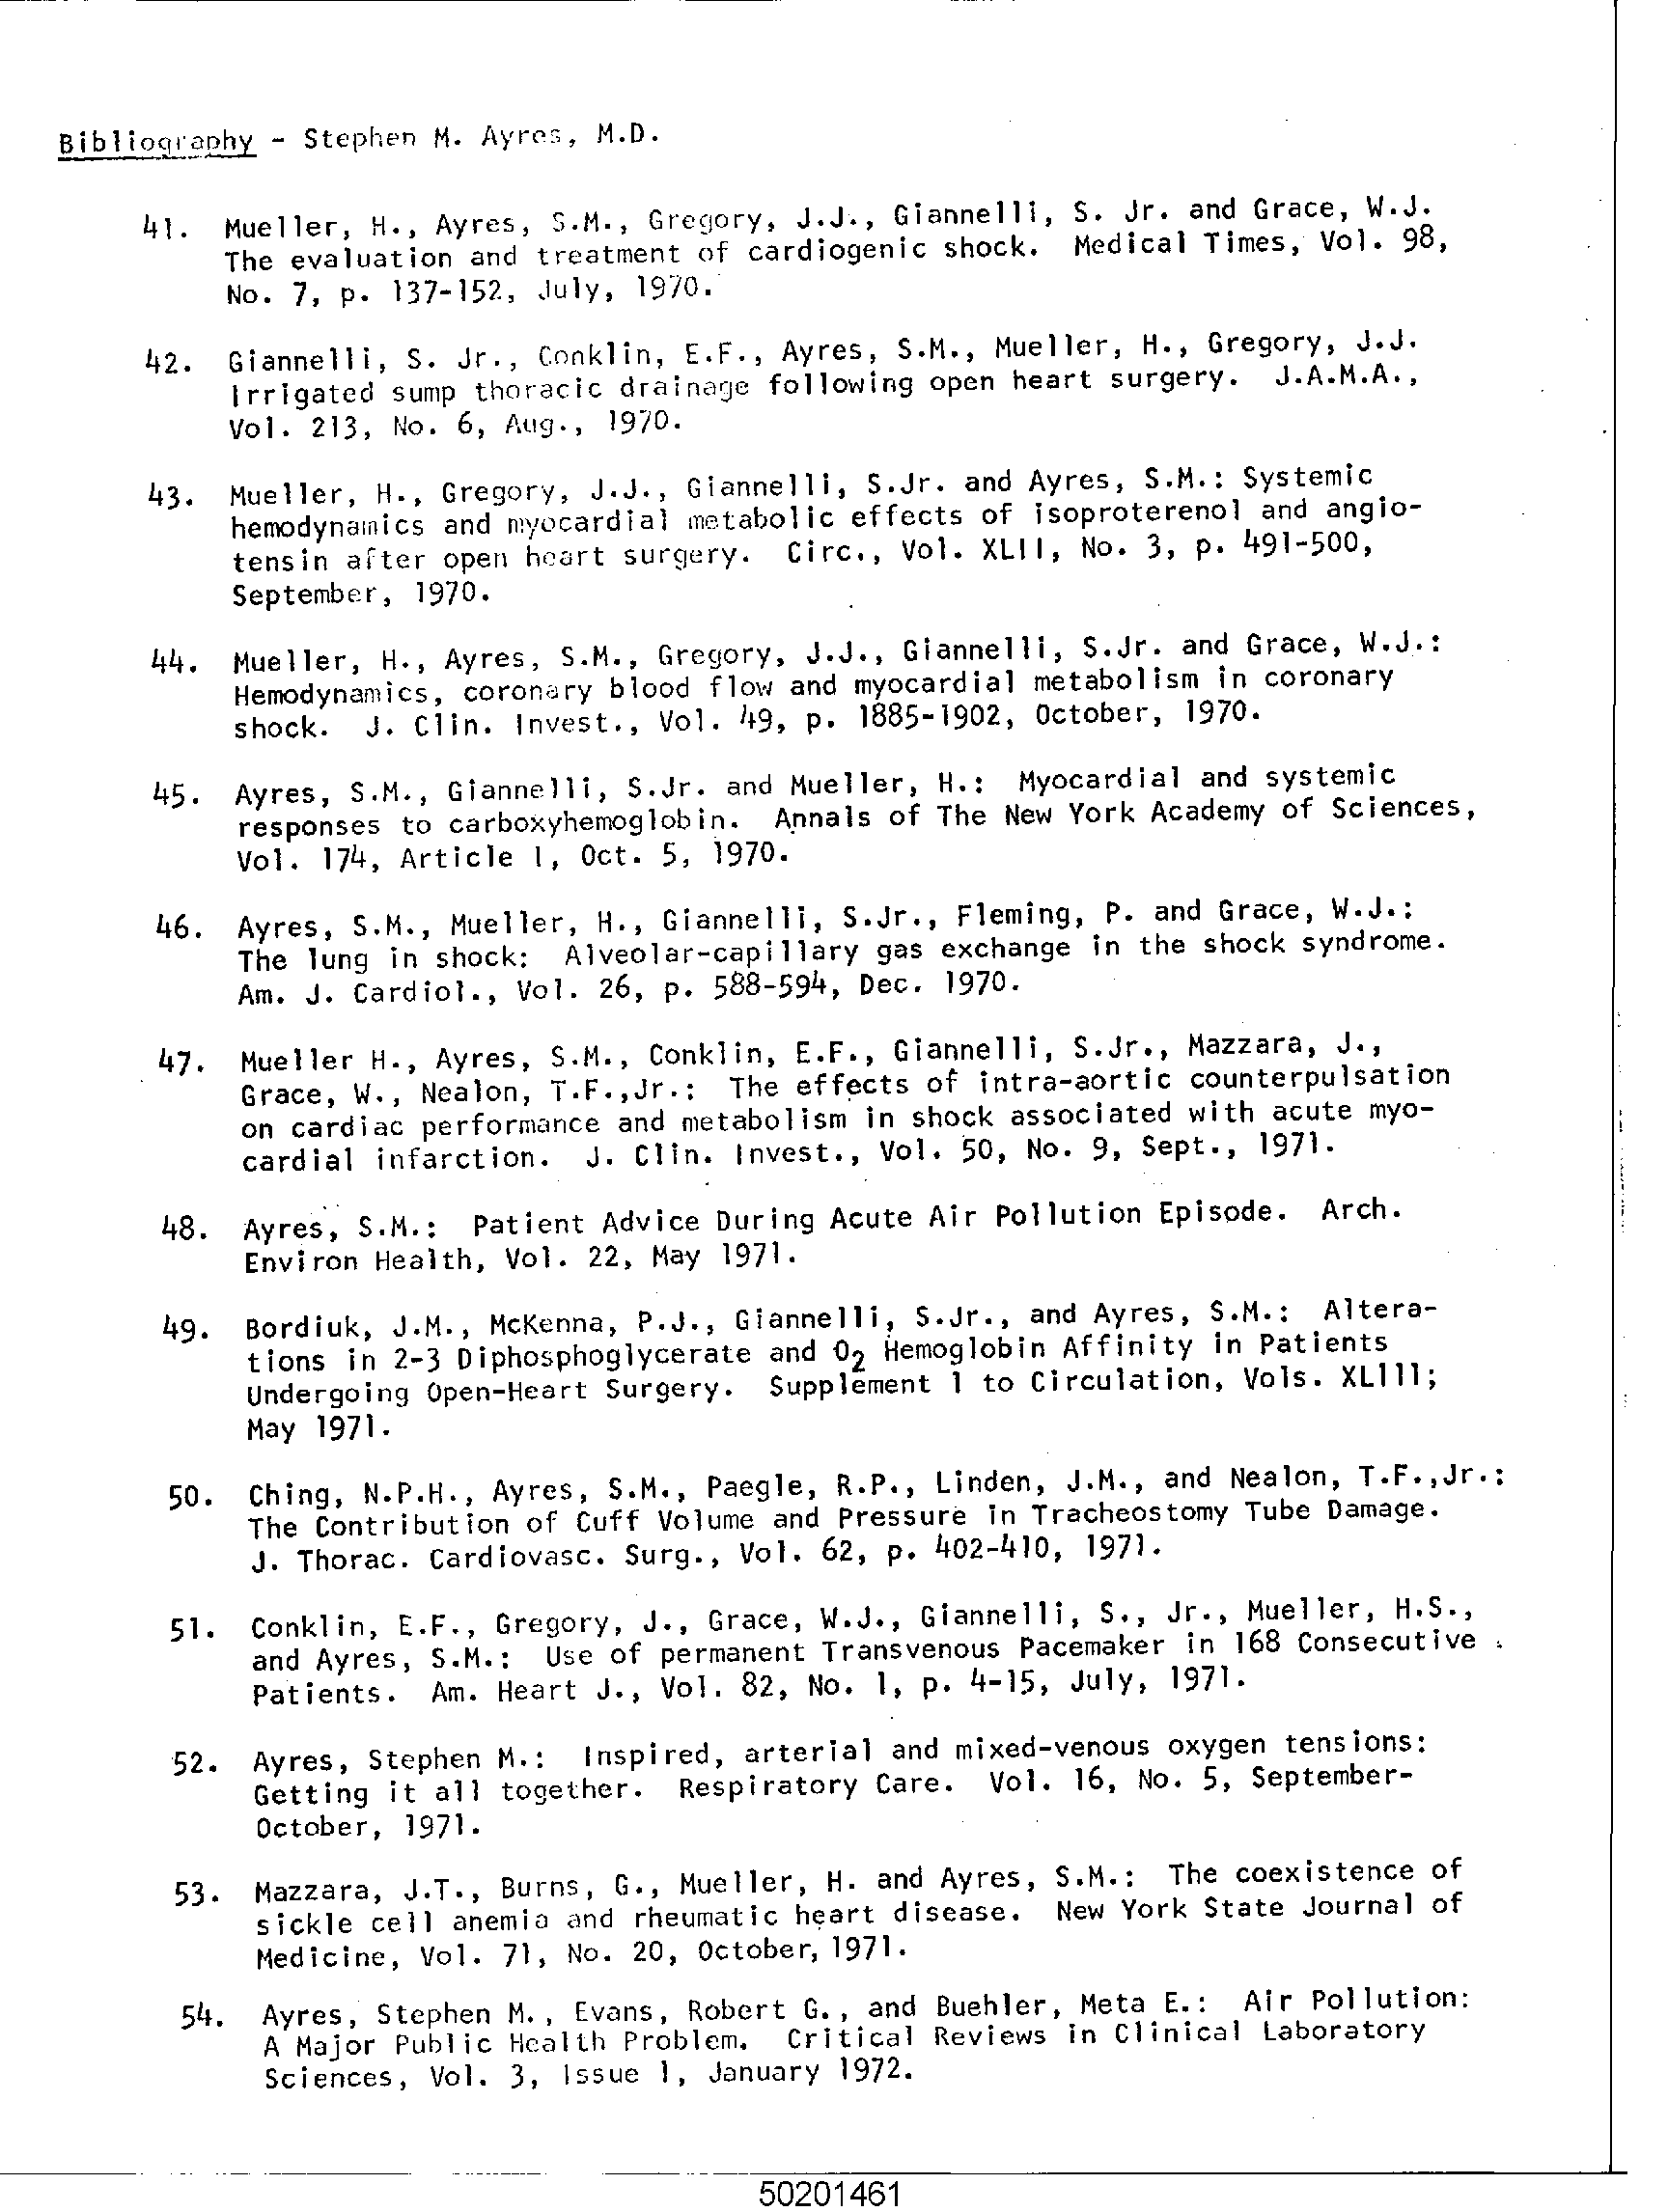 Bibliography - Stephen M. Ayres, M.D.
41. Mueller, H., Ayres, S.M., Gregory, J.J., Giannelli, S. Jr. and Grace, W.J.
The evaluation and treatment of cardiogenic shock. Medical Times, Vol. 98,
No. 7, p. 137-152, July, 1970.
42. Giannelli, S. Jr., Conklin, E.F., Ayres, S.M., Mueller, H., Gregory, J.J.
Irrigated sump thoracic drainage following open heart surgery. J.A.M.A.,
Vol. 213, No. 6, Aug., 1970.
43. Mueller, H., Gregory, J.J., Giannelli, S.Jr. and Ayres, S.M.: Systemic
hemodynamics and myocardial metabolic effects of isoproterenol and angio-
tensin after open heart surgery. Circ., Vol. XLII, No. 3, p. 491-500,
September, 1970.
44. Mueller, H., Ayres, S.M., Gregory, J.J., Giannelli, S.Jr. and Grace, W.J.:
Hemodynamics, coronary blood flow and myocardial metabolism in coronary
shock. J. Clin. Invest., Vol. 49, p. 1885-1902, October, 1970.
45. Ayres, S.M., Giannelli, S.Jr. and Mueller, H.: Myocardial and systemic
responses to carboxyhemoglobin. Annals of The New York Academy of Sciences,
Vol. 174, Article 1, Oct. 5, 1970.
46. Ayres, S.M., Mueller, H., Giannelli, S.Jr., Fleming, P. and Grace, W.J.:
The lung in shock: Alveolar-capillary gas exchange in the shock syndrome.
Am. J. Cardiol., Vol. 26, p. 588-594, Dec. 1970.
47. Mueller H., Ayres, S.M., Conklin, E.F., Giannelli, S.Jr., Mazzara, J.,
Grace, W., Nealon, T.F.,Jr.: The effects of intra-aortic counterpulsation
on cardiac performance and metabolism in shock associated with acute myo-
cardial infarction. J. Clin. Invest., Vol. 50, No. 9, Sept., 1971.
48. Ayres, S.M.: Patient Advice During Acute Air Pollution Episode. Arch.
Environ Health, Vol. 22, May 1971.
49. Bordiuk, J.M., McKenna, P.J., Giannelli, S.Jr., and Ayres, S.M.: Altera-
tions in 2-3 Diphosphoglycerate and O2 Hemoglobin Affinity in Patients
Undergoing Open-Heart Surgery. Supplement 1 to Circulation, Vols. XL111;
May 1971.
50. Ching, N.P.H., Ayres, S.M., Paegle, R.P., Linden, J.M., and Nealon, T.F.,Jr.:
The Contribution of Cuff Volume and Pressure in Tracheostomy Tube Damage.
J. Thorac. Cardiovasc. Surg., Vol. 62, p. 402-410, 1971.
51. Conklin, E.F., Gregory, J., Grace, W.J., Giannelli, S., Jr., Mueller, H.S.,
and Ayres, S.M.: Use of permanent Transvenous Pacemaker in 168 Consecutive
Patients. Am. Heart J., Vol. 82, No. 1, p. 4-15, July, 1971.
52. Ayres, Stephen M.: Inspired, arterial and mixed-venous oxygen tensions:
Getting it all together. Respiratory Care. Vol. 16, No. 5, September-
October, 1971.
53. Mazzara, J.T., Burns, G., Mueller, H. and Ayres, S.M.: The coexistence of
sickle cell anemia and rheumatic heart disease. New York State Journal of
Medicine, Vol. 71, No. 20, October, 1971.
54. Ayres, Stephen M., Evans, Robert G., and Buehler, Meta E.: Air Pollution:
A Major Public Health Problem. Critical Reviews in Clinical Laboratory
Sciences, Vol. 3, Issue 1, January 1972.
50201461